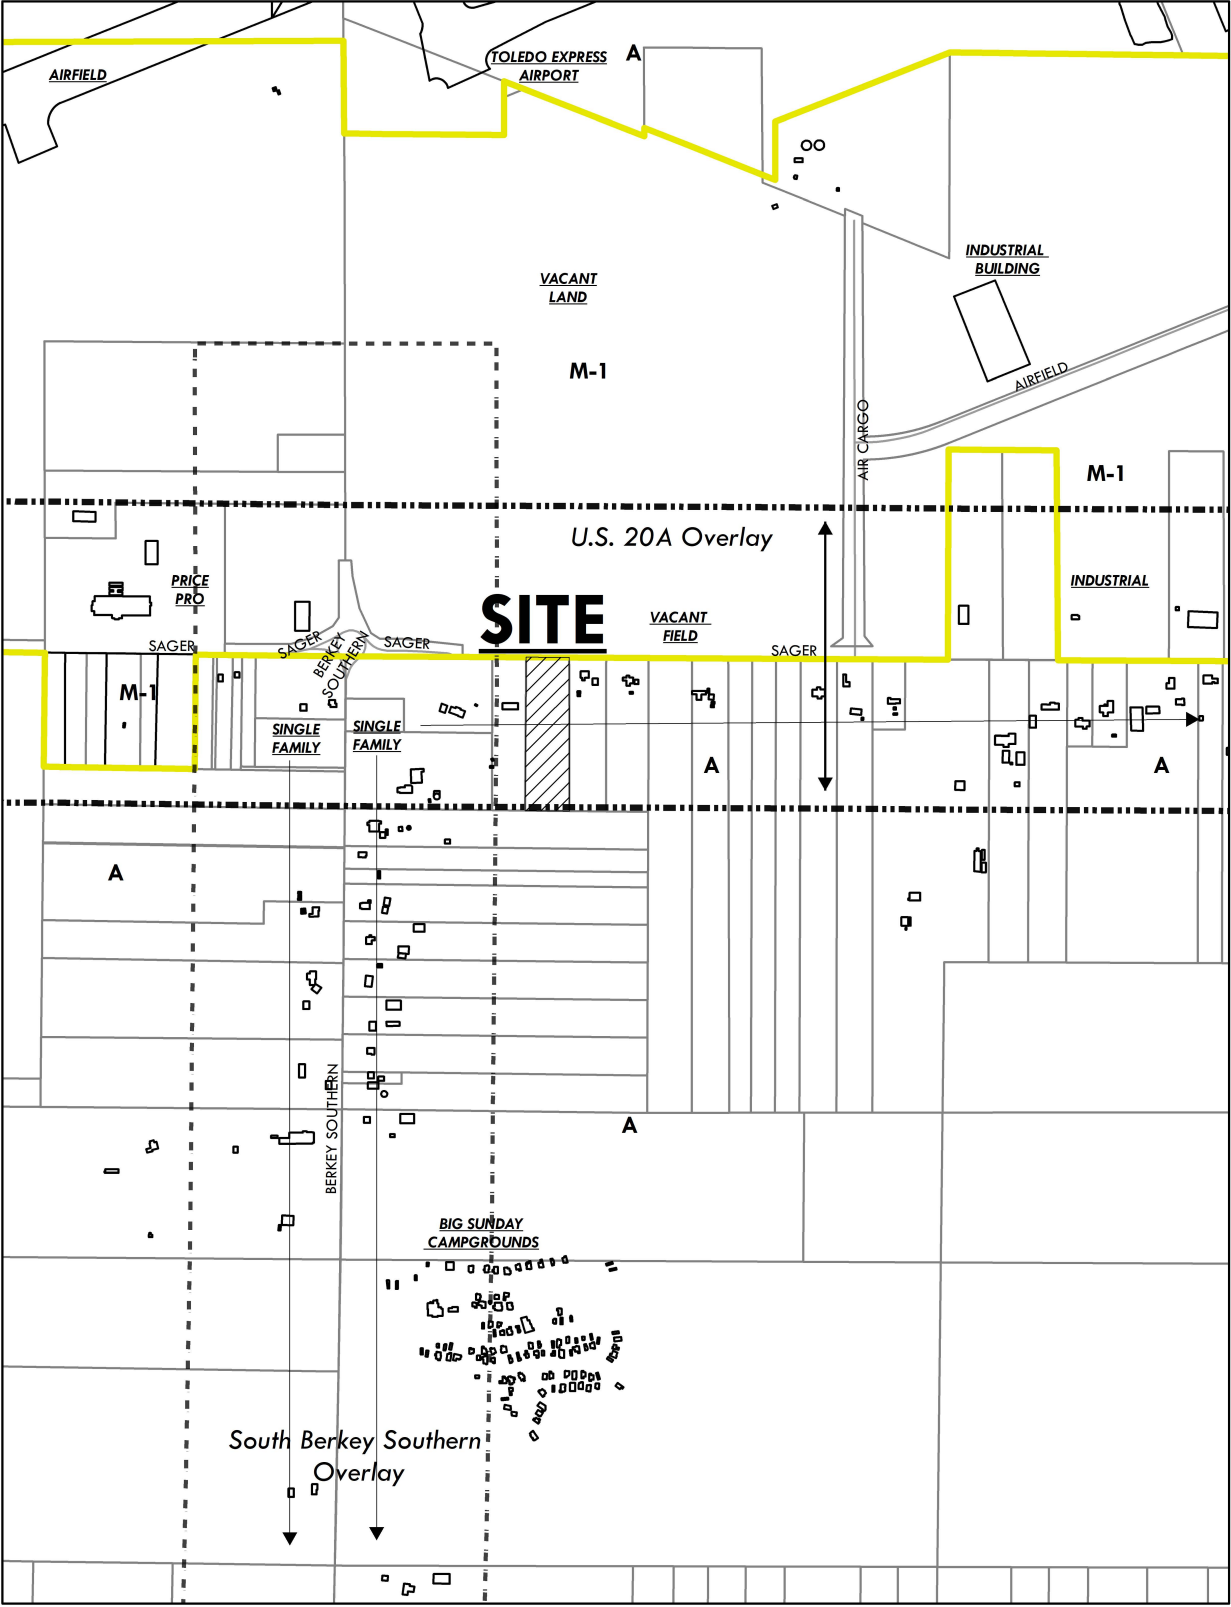 AIRFIELD
TOLEDO EXPRESS
AIRPORT
A
INDUSTRIAL
BUILDING
VACANT
LAND
M-1
AIRFIELD
AIR CARGO
M-1
U.S. 20A Overlay
PRICE
PRO
INDUSTRIAL
SITE
VACANT
FIELD
SAGER
SAGER
BERKEY
SOUTHERN
SAGER
SAGER
M-1
SINGLE
FAMILY
SINGLE
FAMILY
A
A
A
BERKEY SOUTHERN
A
BIG SUNDAY
CAMPGROUNDS
South Berkey Southern
Overlay